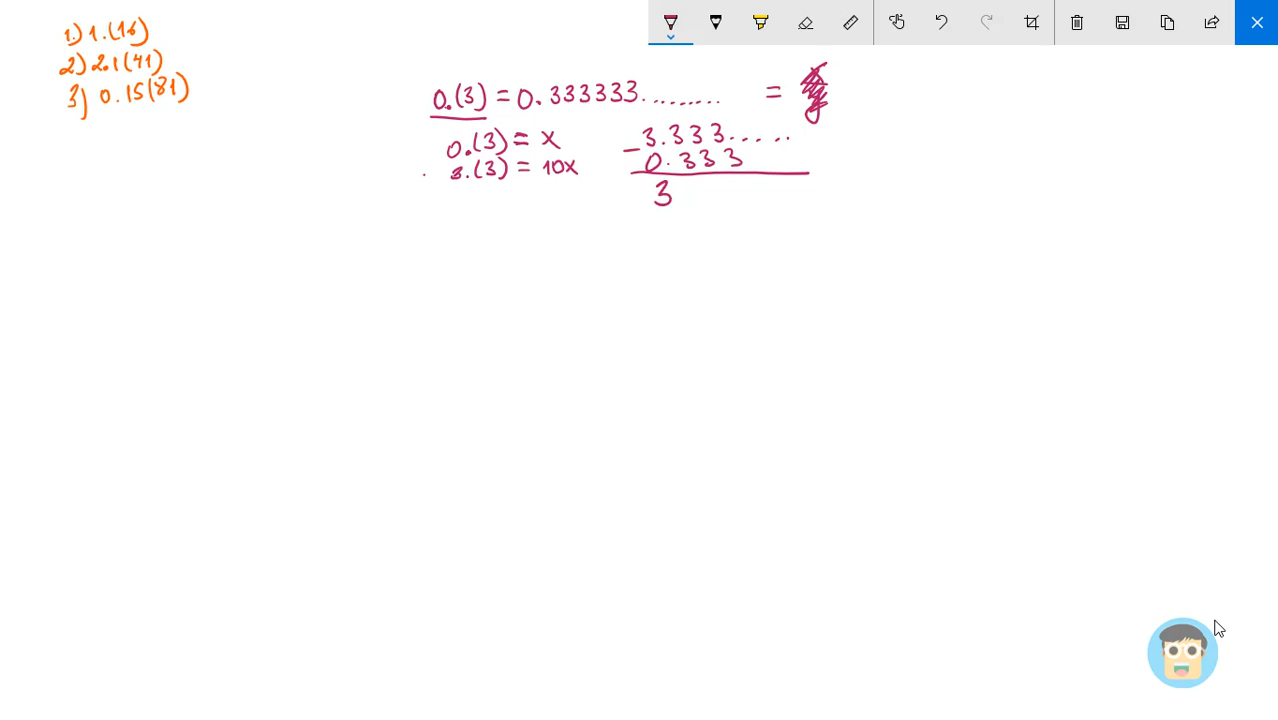 1.) 1.(16)
2) 2.1(41)
3) 0.15(81)
0.(3) = 0.333333......... =
0.(3) = x
3.(3) = 10x
3.333.....
- 0.333
3